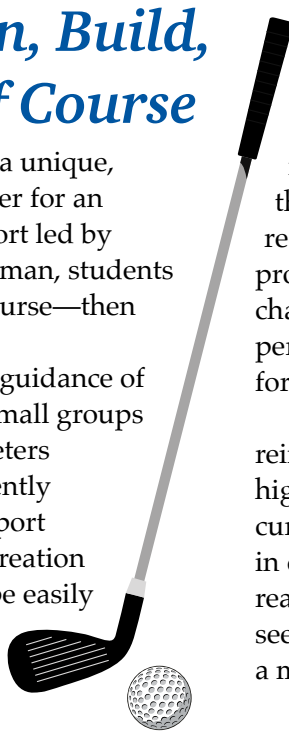 n, Build,
f Course
a unique,
er for an
ort led by
man, students
urse—then
guidance of
mall groups
eters
ently
port
reation
be easily
th
re
pro
cha
per
for
rei
hig
cur
in
rea
see
a